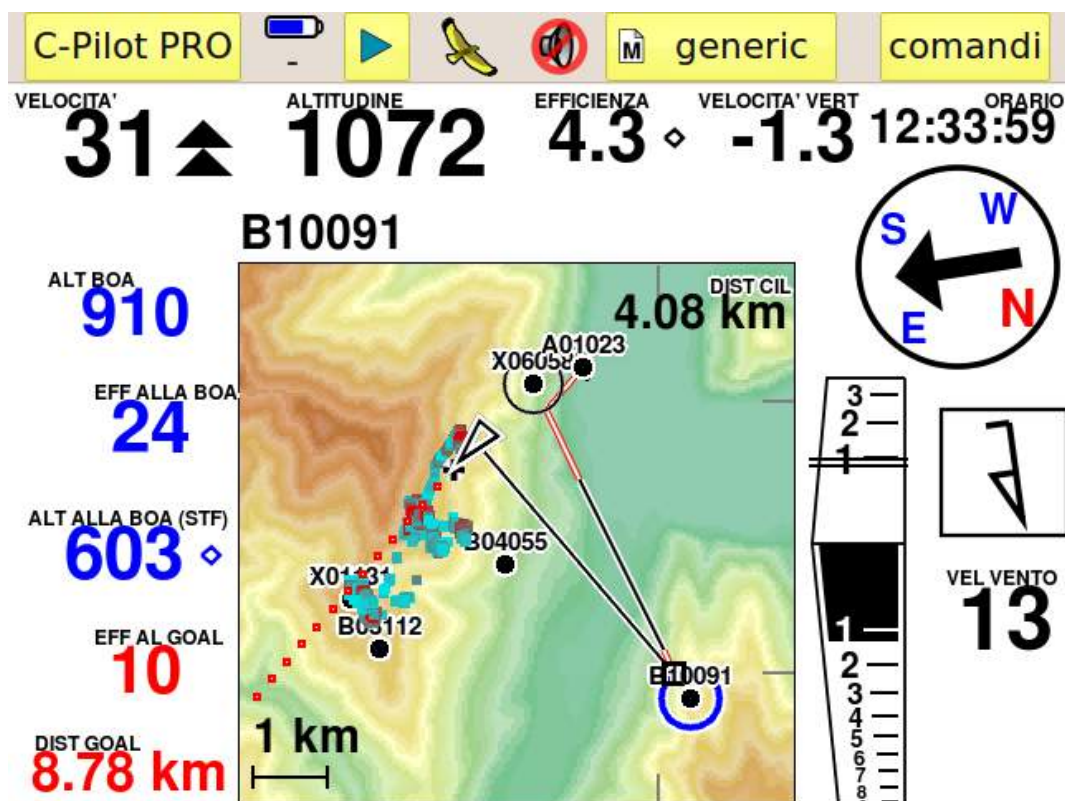 C-Pilot PRO
-
M
generic
comandi
VELOCITA'
31
ALTITUDINE
1072
EFFICIENZA
4.3
VELOCITA' VERT
-1.3
ORARIO
12:33:59
B10091
S
W
E
N
ALT BOA
910
EFF ALLA BOA
24
ALT ALLA BOA (STF)
603
EFF AL GOAL
10
DIST GOAL
8.78 km
DIST CIL
4.08 km
A01023
X06058
B04055
X01131
B10091
1 km
3
2
1
1
2
3
4
5
6
7
8
VEL VENTO
13